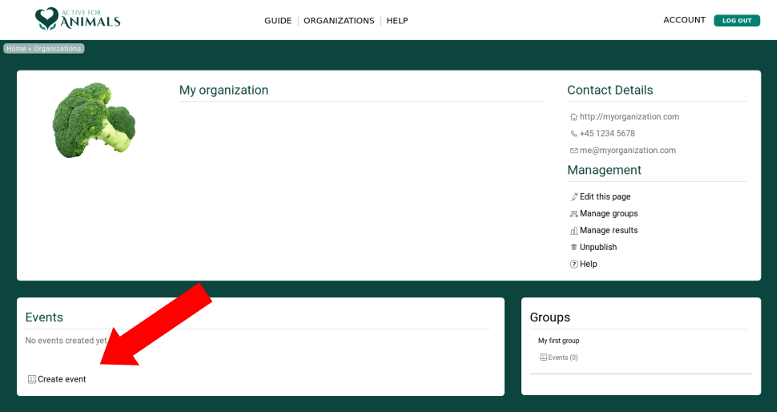 ACTIVE FOR
ANIMALS
GUIDE
ORGANIZATIONS
HELP
ACCOUNT
LOG OUT
Home » Organizations
My organization
Contact Details
http://myorganization.com
+45 1234 5678
me@myorganization.com
Management
Edit this page
Manage groups
Manage results
Unpublish
Help
Events
No events created yet
Create event
Groups
My first group
Events (0)